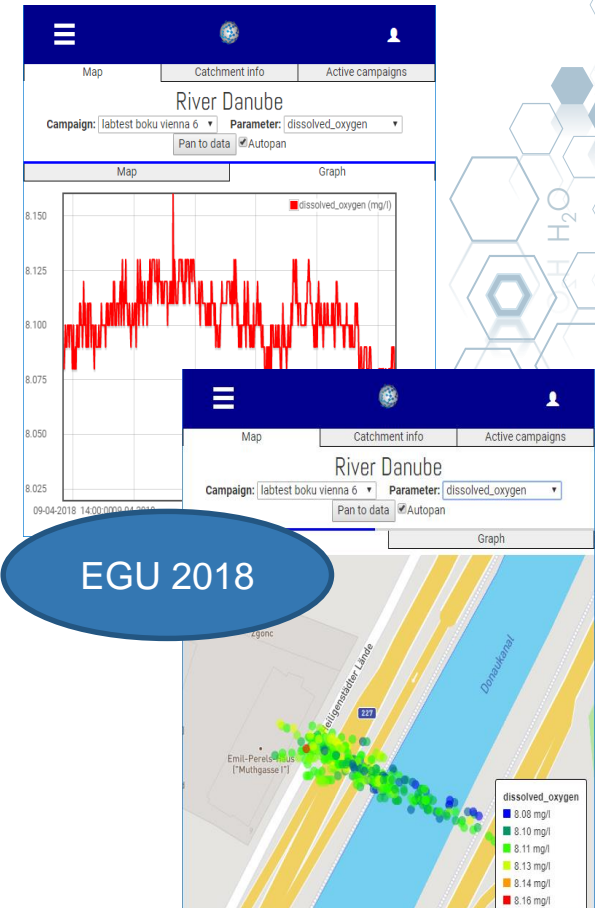 Map Catchment info Active campaigns
River Danube
Campaign: labtest boku vienna 6 Parameter: dissolved_oxygen
Pan to data Autopan
Map Graph
dissolved_oxygen (mg/l)
8.150
8.125
8.100
8.075
8.050
8.025
09-04-2018 14:00:00
H2O
Map Catchment info Active campaigns
River Danube
Campaign: labtest boku vienna 6 Parameter: dissolved_oxygen
Pan to data Autopan
Graph
EGU 2018
Zgonc
Heiligenstädter Lände
Donaukanal
227
Emil-Perels-Haus
("Muthgasse I")
dissolved_oxygen
8.08 mg/l
8.10 mg/l
8.11 mg/l
8.13 mg/l
8.14 mg/l
8.16 mg/l